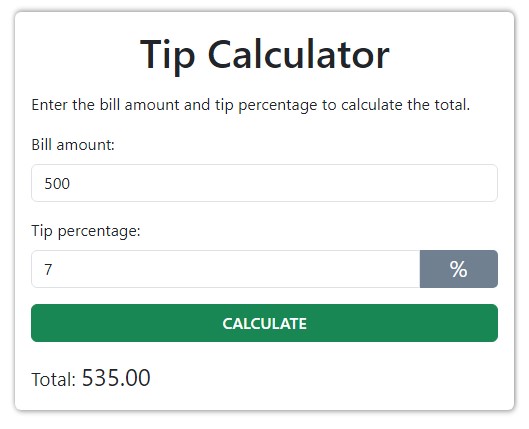 Tip Calculator
Enter the bill amount and tip percentage to calculate the total.
Bill amount:
500
Tip percentage:
7 %
CALCULATE
Total: 535.00